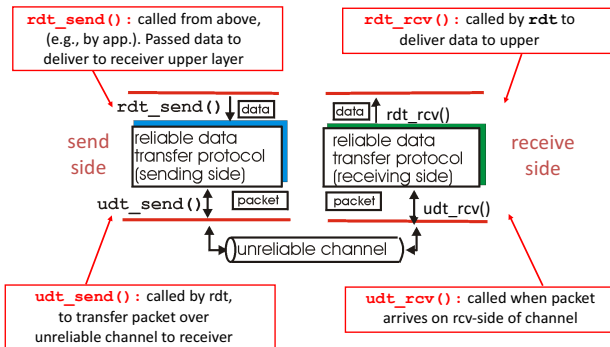 rdt_send(): called from above,
(e.g., by app.). Passed data to
deliver to receiver upper layer
rdt_rcv(): called by rdt to
deliver data to upper
rdt_send()
data
data
rdt_rcv()
send
side
reliable data
transfer protocol
(sending side)
reliable data
transfer protocol
(receiving side)
receive
side
udt_send()
packet
packet
udt_rcv()
unreliable channel
udt_send(): called by rdt,
to transfer packet over
unreliable channel to receiver
udt_rcv(): called when packet
arrives on rcv-side of channel